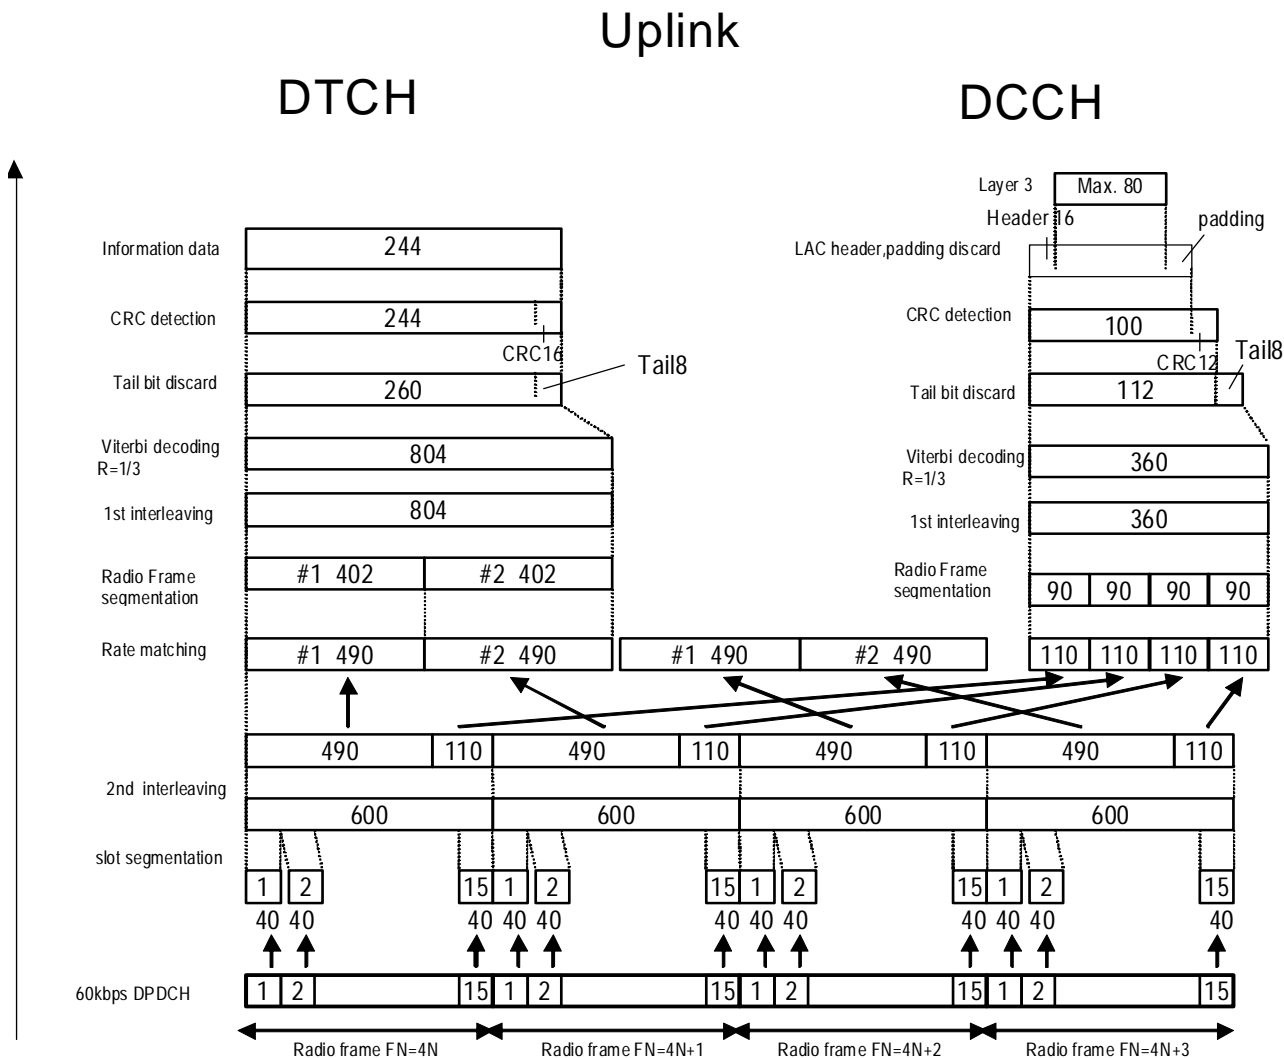 Uplink
DTCH
DCCH
Layer 3
Max. 80
Header 16
padding
Information data
244
LAC header,padding discard
CRC detection
244
CRC detection
100
CRC16
CRC12
Tail8
Tail8
Tail bit discard
260
Tail bit discard
112
Viterbi decoding
R=1/3
804
Viterbi decoding
R=1/3
360
1st interleaving
804
1st interleaving
360
Radio Frame
segmentation
#1 402
#2 402
Radio Frame
segmentation
90 90 90 90
Rate matching
#1 490
#2 490
#1 490
#2 490
110 110 110 110
490 110 490 110 490 110 490 110
2nd interleaving
600 600 600 600
slot segmentation
1 2 15 1 2 15 1 2 15 1 2 15
40 40 40 40 40 40 40 40 40 40 40 40
60kbps DPDCH
1 2 15 1 2 15 1 2 15 1 2 15
Radio frame FN=4N
Radio frame FN=4N+1
Radio frame FN=4N+2
Radio frame FN=4N+3